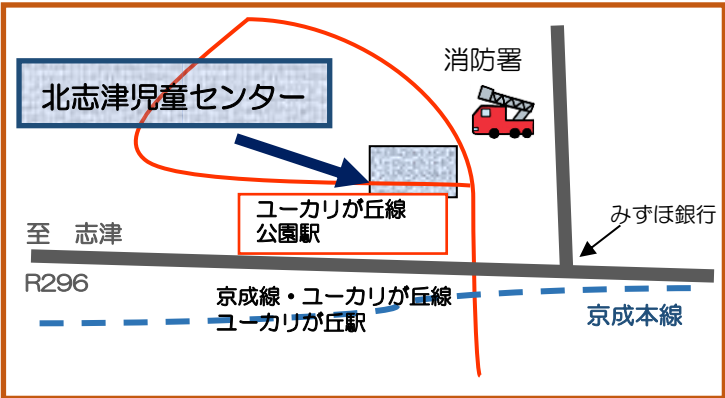 消防署
北志津児童センター
ユーカリが丘線
公園駅
みずほ銀行
至　志津
R296
京成線・ユーカリが丘線
ユーカリが丘駅
京成本線